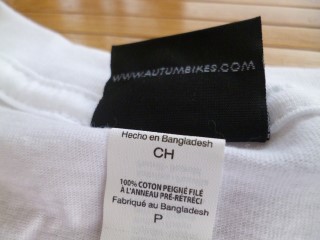 WWW.AUTUMBIKES.COM
Hecho en Bangladesh
CH
100% COTON PEIGNÉ FILÉ
À L'ANNEAU PRÉ-RÉTRÉCI
Fabriqué au Bangladesh
P